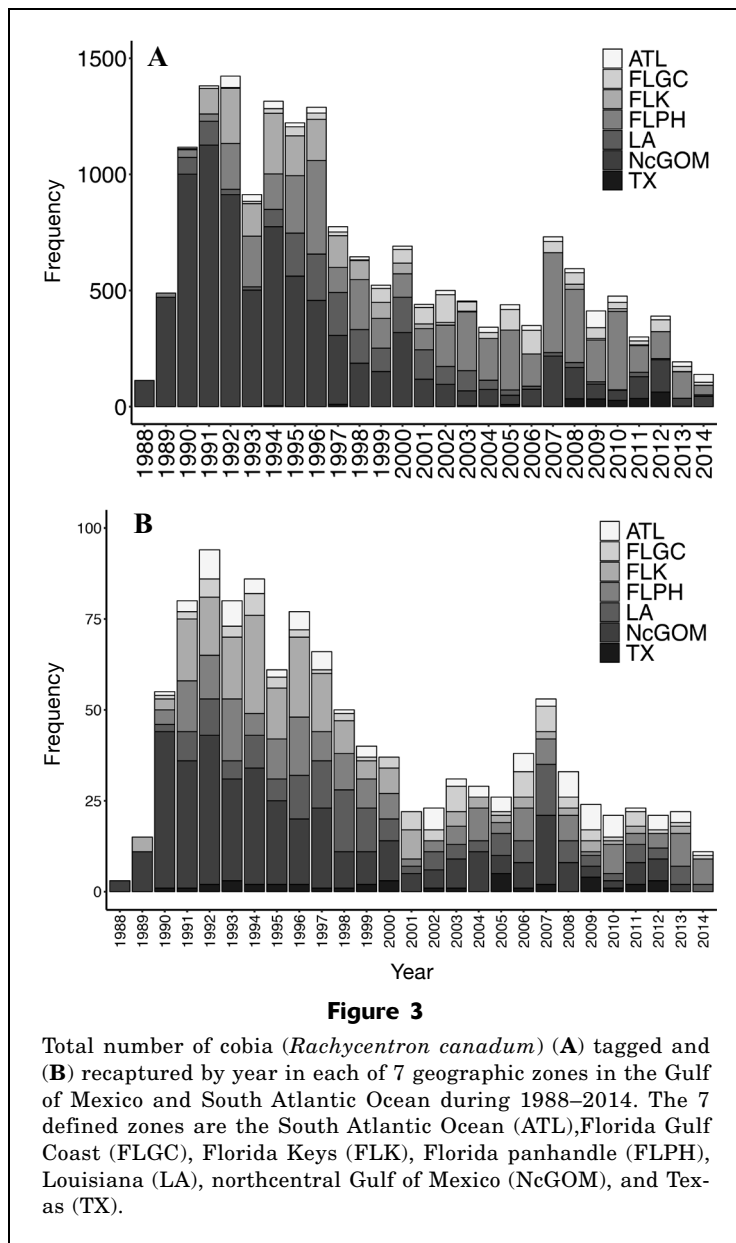 A
1500
1000
500
0
Frequency
ATL
FLGC
FLK
FLPH
LA
NcGOM
TX
1988
1989
1990
1991
1992
1993
1994
1995
1996
1997
1998
1999
2000
2001
2002
2003
2004
2005
2006
2007
2008
2009
2010
2011
2012
2013
2014
B
100
75
50
25
0
Frequency
ATL
FLGC
FLK
FLPH
LA
NcGOM
TX
1988
1989
1990
1991
1992
1993
1994
1995
1996
1997
1998
1999
2000
2001
2002
2003
2004
2005
2006
2007
2008
2009
2010
2011
2012
2013
2014
Year
Figure 3
Total number of cobia (Rachycentron canadum) (A) tagged and
(B) recaptured by year in each of 7 geographic zones in the Gulf
of Mexico and South Atlantic Ocean during 1988–2014. The 7
defined zones are the South Atlantic Ocean (ATL),Florida Gulf
Coast (FLGC), Florida Keys (FLK), Florida panhandle (FLPH),
Louisiana (LA), northcentral Gulf of Mexico (NcGOM), and Tex-
as (TX).